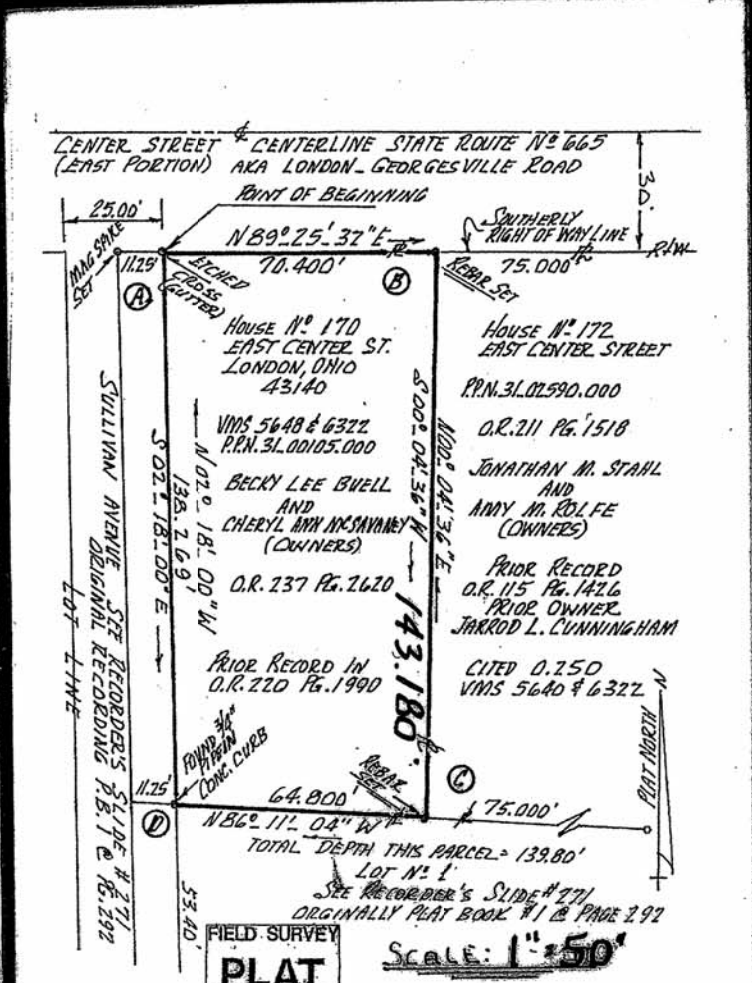 CENTER STREET ℄ CENTERLINE STATE ROUTE Nº 665
(EAST PORTION) AKA LONDON-GEORGESVILLE ROAD
POINT OF BEGINNING
30'
25.00'
N89º 25' 37" E
SOUTHERLY
RIGHT OF WAY LINE
R/W
MAG SPIKE
SET
11.25'
A
ETCHED
CROSS
(GUTTER)
70.400'
B
REBAR SET
75.000'
HOUSE Nº 170
EAST CENTER ST.
LONDON, OHIO
43140
VMS 5648 & 6322
P.P.N. 31.00105.000
BECKY LEE BUELL
AND
CHERYL ANN MCSAVANEY
(OWNERS)
O.R. 237 PG. 2620
PRIOR RECORD IN
O.R. 220 PG. 1990
HOUSE Nº 172
EAST CENTER STREET
P.P.N. 31.02590.000
O.R. 211 PG. 1518
JONATHAN M. STAHL
AND
AMY M. ROLFE
(OWNERS)
PRIOR RECORD
O.R. 115 PG. 1426
PRIOR OWNER
JARROD L. CUNNINGHAM
CITED 0.250
VMS 5640 & 6322
S 00º 04' 36" W
143.180'
N00º 04' 36" E
S 02º 18' 00" E
N 02º 18' 00" W
138.269'
SULLIVAN AVENUE SEE RECORDER'S SLIDE # 271
ORIGINAL RECORDING P.B. 1 @ PG. 292
LOT LINE
FOUND 3/4"
PIPE IN
CONC. CURB
REBAR
SET
C
N
PLAT NORTH
11.25'
D
64.800'
75.000'
N 86º 11' 04" W
TOTAL DEPTH THIS PARCEL = 139.80'
LOT Nº 1
SEE RECORDER'S SLIDE # 271
ORGINALLY PLAT BOOK #1 @ PAGE 292
53.40'
FIELD SURVEY
PLAT
SCALE: 1" = 50'